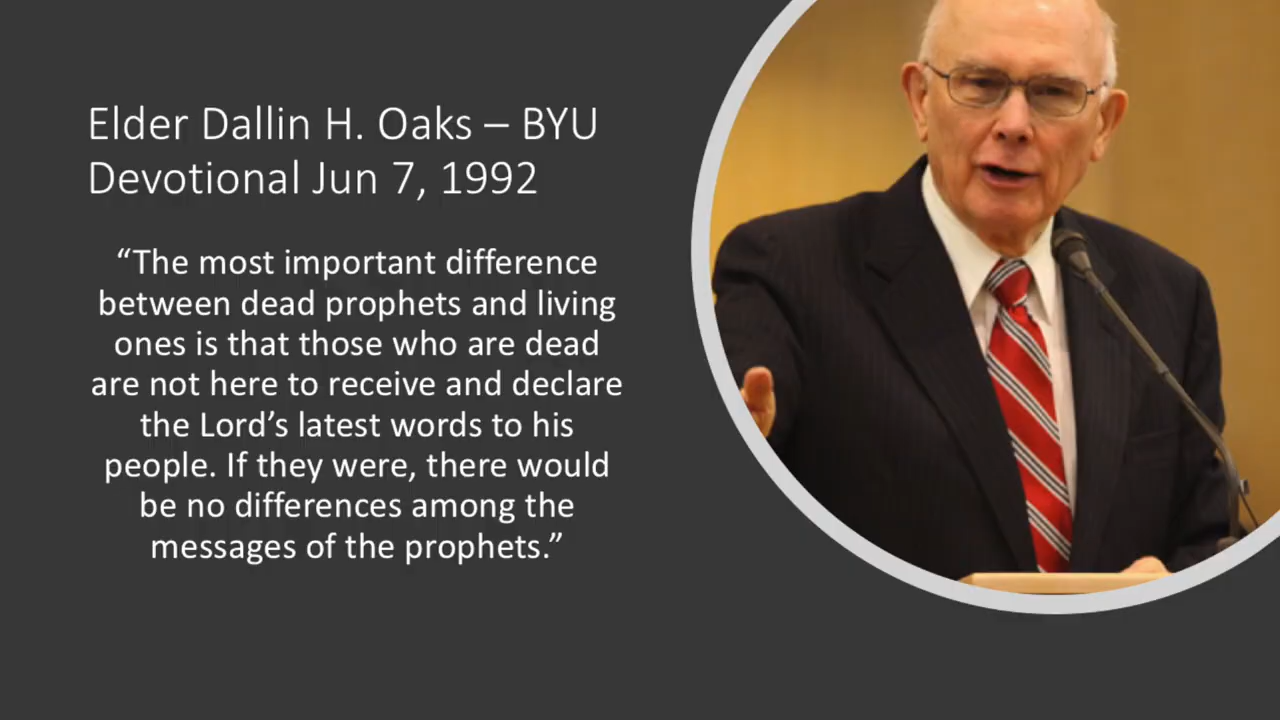 Elder Dallin H. Oaks – BYU
Devotional Jun 7, 1992
“The most important difference
between dead prophets and living
ones is that those who are dead
are not here to receive and declare
the Lord’s latest words to his
people. If they were, there would
be no differences among the
messages of the prophets.”